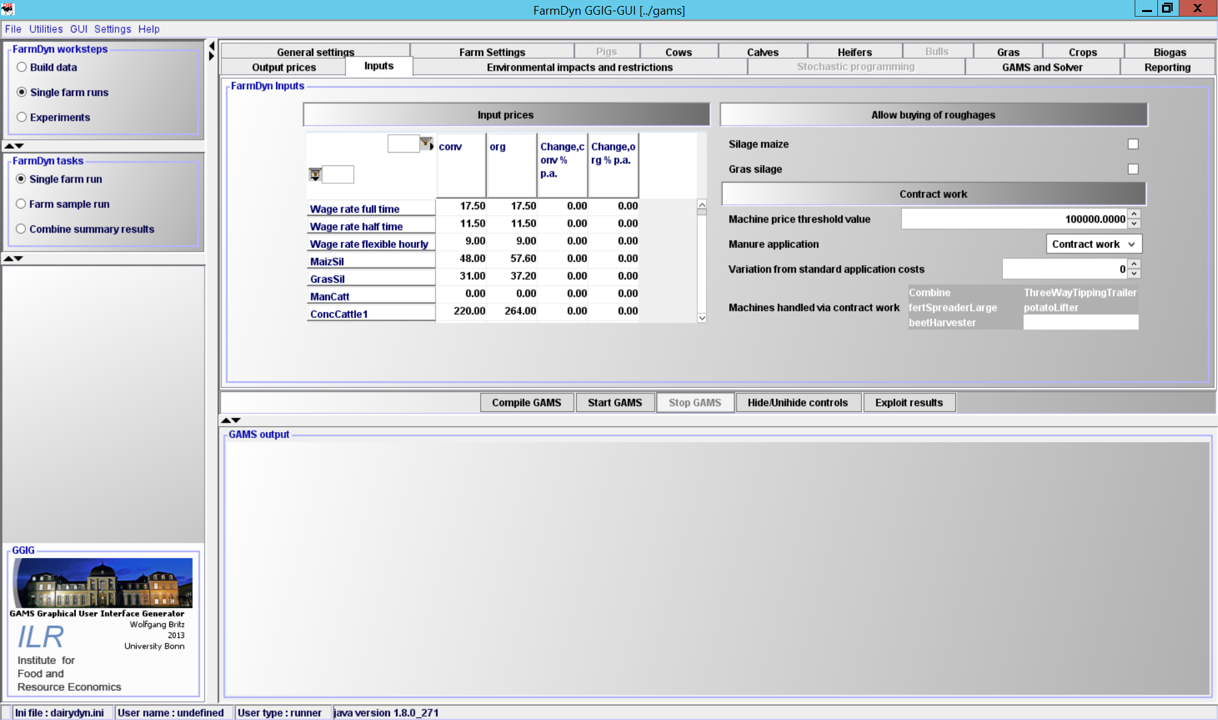 FarmDyn GGIG-GUI [../gams]
File Utilities GUI Settings Help
FarmDyn worksteps
Build data
Single farm runs
Experiments
FarmDyn tasks
Single farm run
Farm sample run
Combine summary results
GGIG
GAMS Graphical User Interface Generator
Wolfgang Britz
2013
University Bonn
ILR
Institute for
Food and
Resource Economics
General settings Farm Settings Pigs Cows Calves Heifers Bulls Gras Crops Biogas
Output prices Inputs Environmental impacts and restrictions Stochastic programming GAMS and Solver Reporting
FarmDyn Inputs
Input prices
conv org Change,c Change,o
onv % rg % p.a.
p.a.
Wage rate full time 17.50 17.50 0.00 0.00
Wage rate half time 11.50 11.50 0.00 0.00
Wage rate flexible hourly 9.00 9.00 0.00 0.00
MaizSil 48.00 57.60 0.00 0.00
GrasSil 31.00 37.20 0.00 0.00
ManCatt 0.00 0.00 0.00 0.00
ConcCattle1 220.00 264.00 0.00 0.00
Allow buying of roughages
Silage maize
Gras silage
Contract work
Machine price threshold value 100000.0000
Manure application Contract work
Variation from standard application costs 0
Machines handled via contract work
Combine ThreeWayTippingTrailer
fertSpreaderLarge potatoLifter
beetHarvester
Compile GAMS Start GAMS Stop GAMS Hide/Unihide controls Exploit results
GAMS output
Ini file : dairydyn.ini User name : undefined User type : runner java version 1.8.0_271